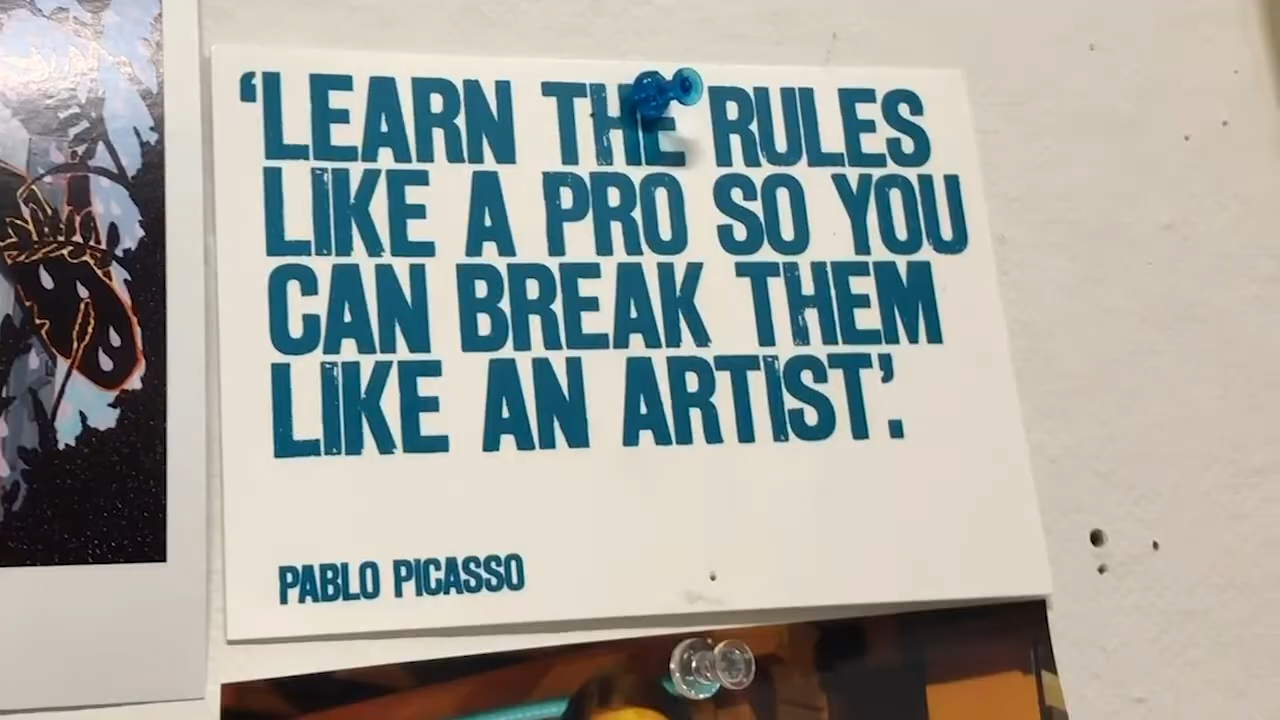 ‘LEARN THE RULES
LIKE A PRO SO YOU
CAN BREAK THEM
LIKE AN ARTIST’.
PABLO PICASSO